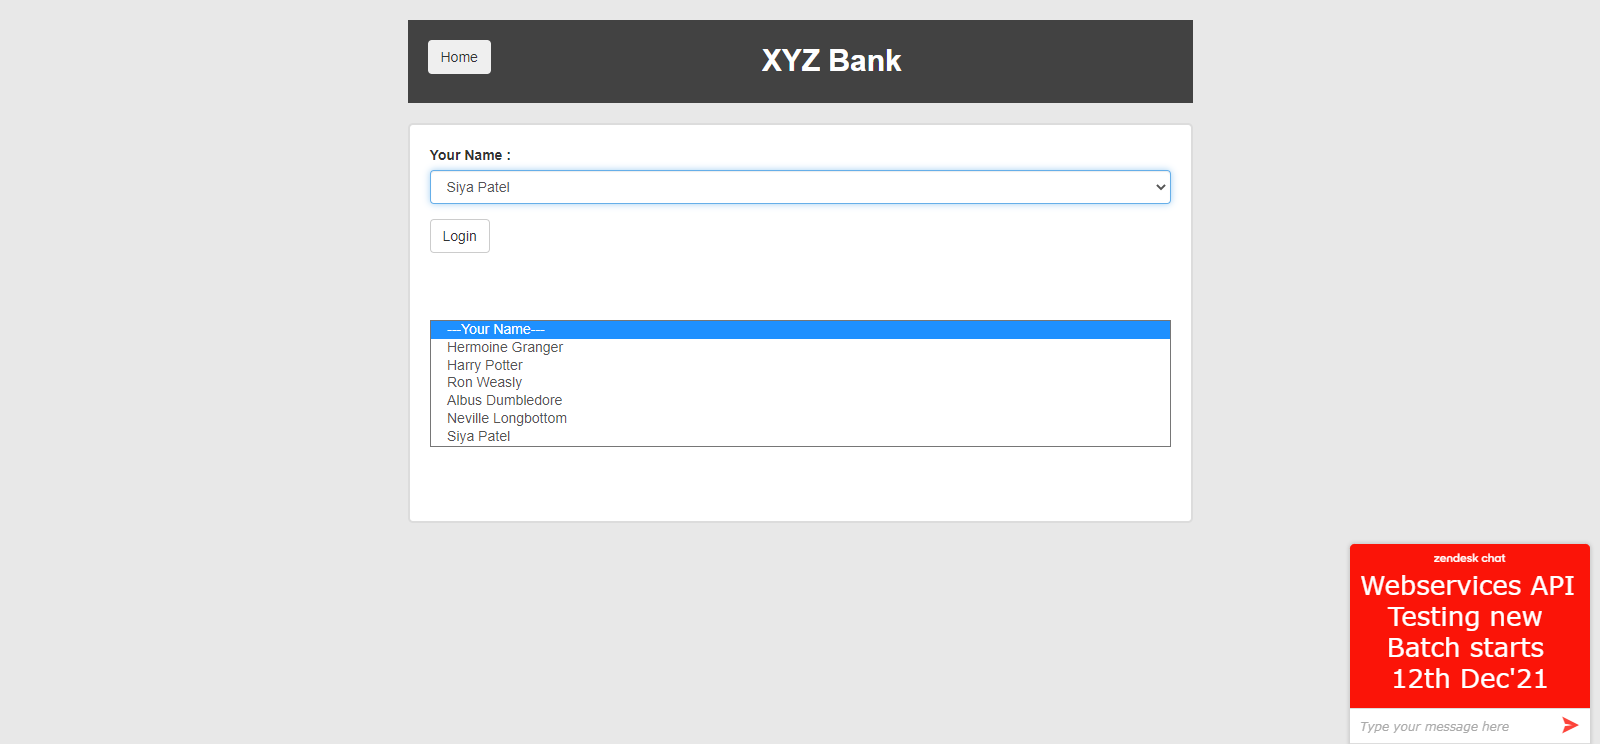 Home
XYZ Bank
Your Name :
Siya Patel
Login
---Your Name---
Hermoine Granger
Harry Potter
Ron Weasly
Albus Dumbledore
Neville Longbottom
Siya Patel
zendesk chat
Webservices API
Testing new
Batch starts
12th Dec'21
Type your message here